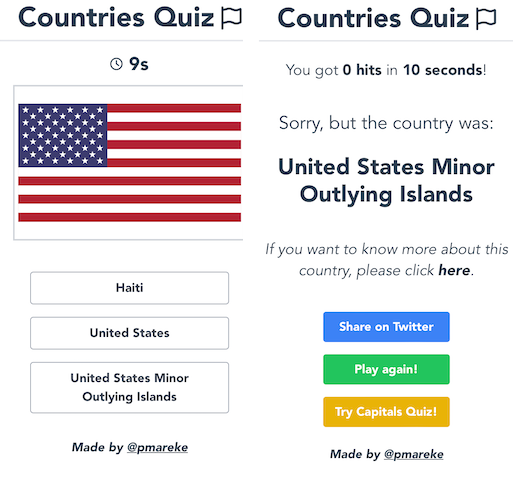 Countries Quiz
9s
Haiti
United States
United States Minor
Outlying Islands
Made by @pmareke
Countries Quiz
You got 0 hits in 10 seconds!
Sorry, but the country was:
United States Minor
Outlying Islands
If you want to know more about this
country, please click here.
Share on Twitter
Play again!
Try Capitals Quiz!
Made by @pmareke